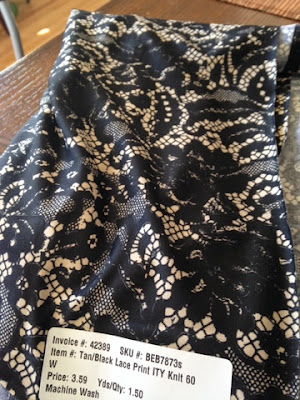 Invoice #: 42389 SKU #: BEB7873s
Item #: Tan/Black Lace Print ITY Knit 60
W
Price: 3.59 Yds/Qty: 1.50
Machine Wash